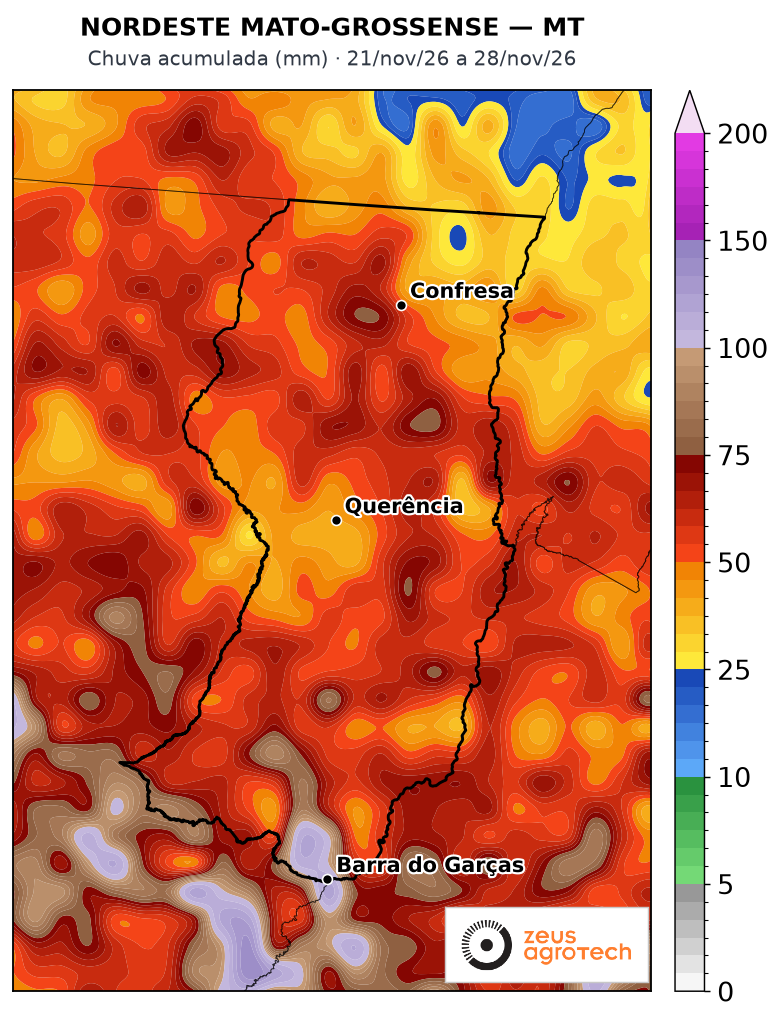 NORDESTE MATO-GROSSENSE — MT
Chuva acumulada (mm) · 21/nov/26 a 28/nov/26
200
150
100
75
50
25
10
5
0
Confresa
Querência
Barra do Garças
zeus
agrotech